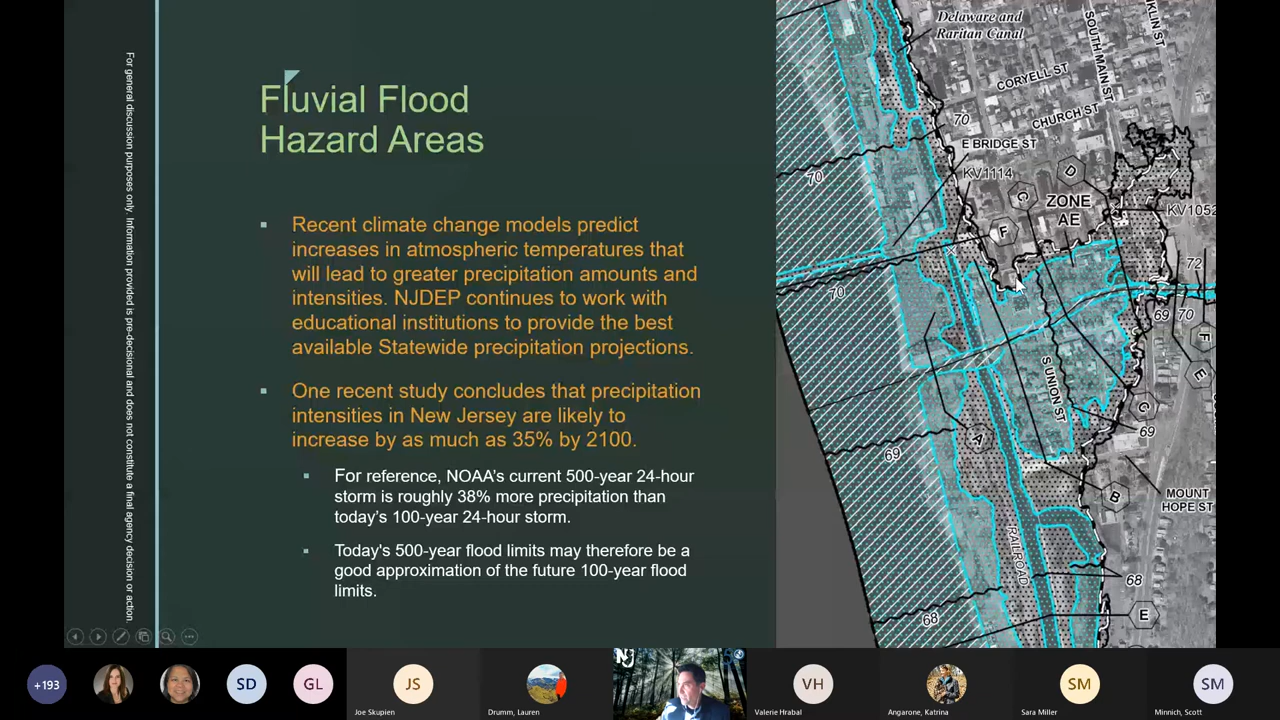 For general discussion purposes only. Information provided is pre-decisional and does not constitute a final agency decision or action.
Fluvial Flood
Hazard Areas
Recent climate change models predict
increases in atmospheric temperatures that
will lead to greater precipitation amounts and
intensities. NJDEP continues to work with
educational institutions to provide the best
available Statewide precipitation projections.
One recent study concludes that precipitation
intensities in New Jersey are likely to
increase by as much as 35% by 2100.
For reference, NOAA's current 500-year 24-hour
storm is roughly 38% more precipitation than
today's 100-year 24-hour storm.
Today's 500-year flood limits may therefore be a
good approximation of the future 100-year flood
limits.
Delaware and
Raritan Canal
SOUTH MAIN ST
KLIN ST
CORYELL ST
CHURCH ST
70
E BRIDGE ST
KV1114
70
D
C
ZONE
AE
F
KV1052
72
70
69
70
F
E
S UNION ST
C
69
A
69
B
MOUNT
HOPE ST
RAILROAD
68
68
E
+193
SD
GL
JS
Joe Skupien
Drumm, Lauren
NJ
VH
Valerie Hrabal
Angarone, Katrina
SM
Sara Miller
SM
Minnich, Scott